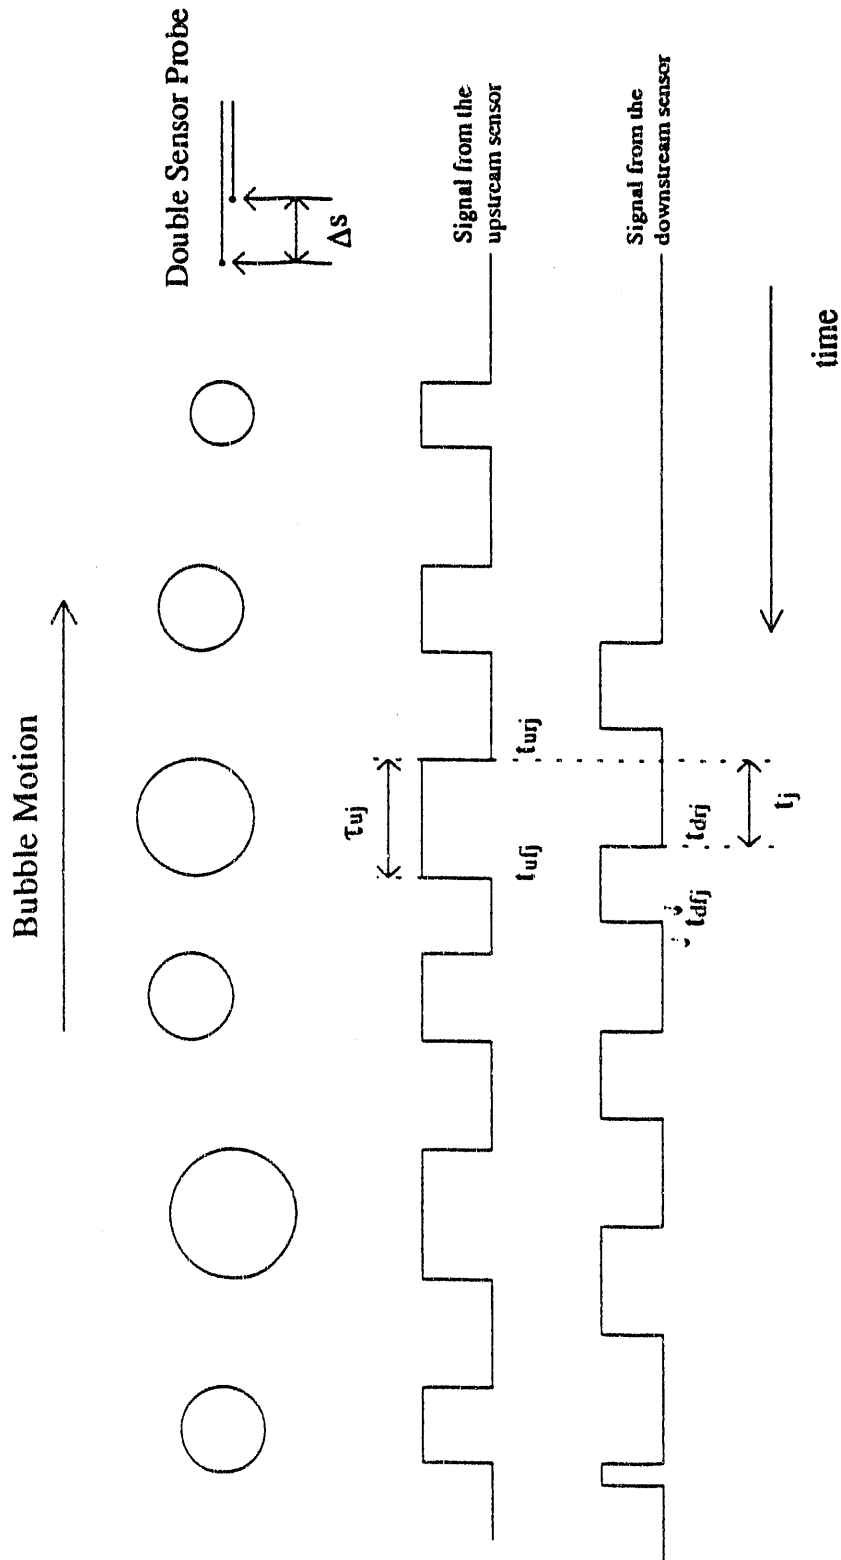 Bubble Motion
Double Sensor Probe
Δs
τuj
Signal from the
upstream sensor
turj
tufj
Signal from the
downstream sensor
tdrj
tdfj
tj
time